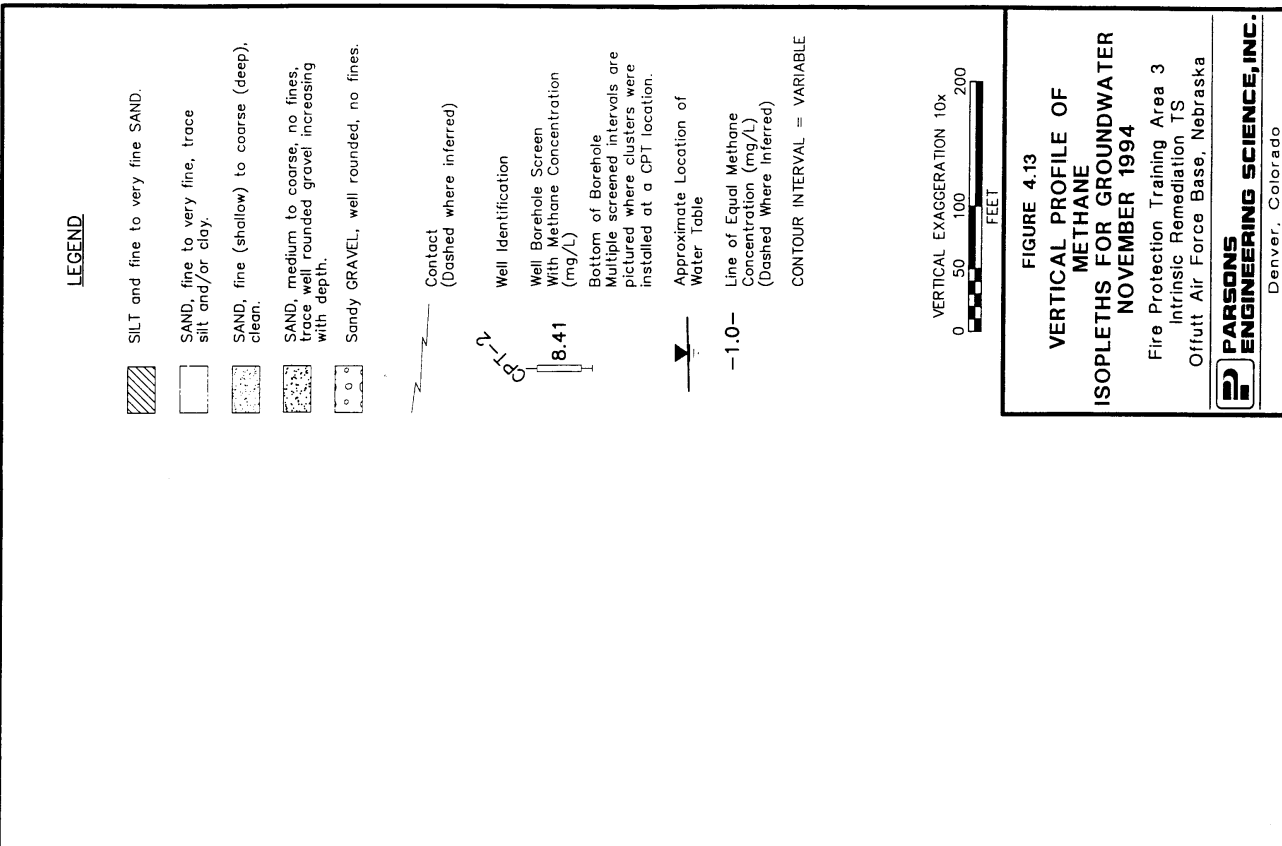 LEGEND
SILT and fine to very fine SAND.
SAND, fine to very fine, trace
silt and/or clay.
SAND, fine (shallow) to coarse (deep),
clean.
SAND, medium to coarse, no fines,
trace well rounded gravel increasing
with depth.
Sandy GRAVEL, well rounded, no fines.
Contact
(Dashed where inferred)
CPT-2
Well Identification
8.41
Well Borehole Screen
With Methane Concentration
(mg/L)
Bottom of Borehole
Multiple screened intervals are
pictured where clusters were
installed at a CPT location.
Approximate Location of
Water Table
-1.0-
Line of Equal Methane
Concentration (mg/L)
(Dashed Where Inferred)
CONTOUR INTERVAL = VARIABLE
VERTICAL EXAGGERATION 10x
0 50 100 200
FEET
FIGURE 4.13
VERTICAL PROFILE OF
METHANE
ISOPLETHS FOR GROUNDWATER
NOVEMBER 1994
Fire Protection Training Area 3
Intrinsic Remediation TS
Offutt Air Force Base, Nebraska
PARSONS
ENGINEERING SCIENCE, INC.
Denver, Colorado